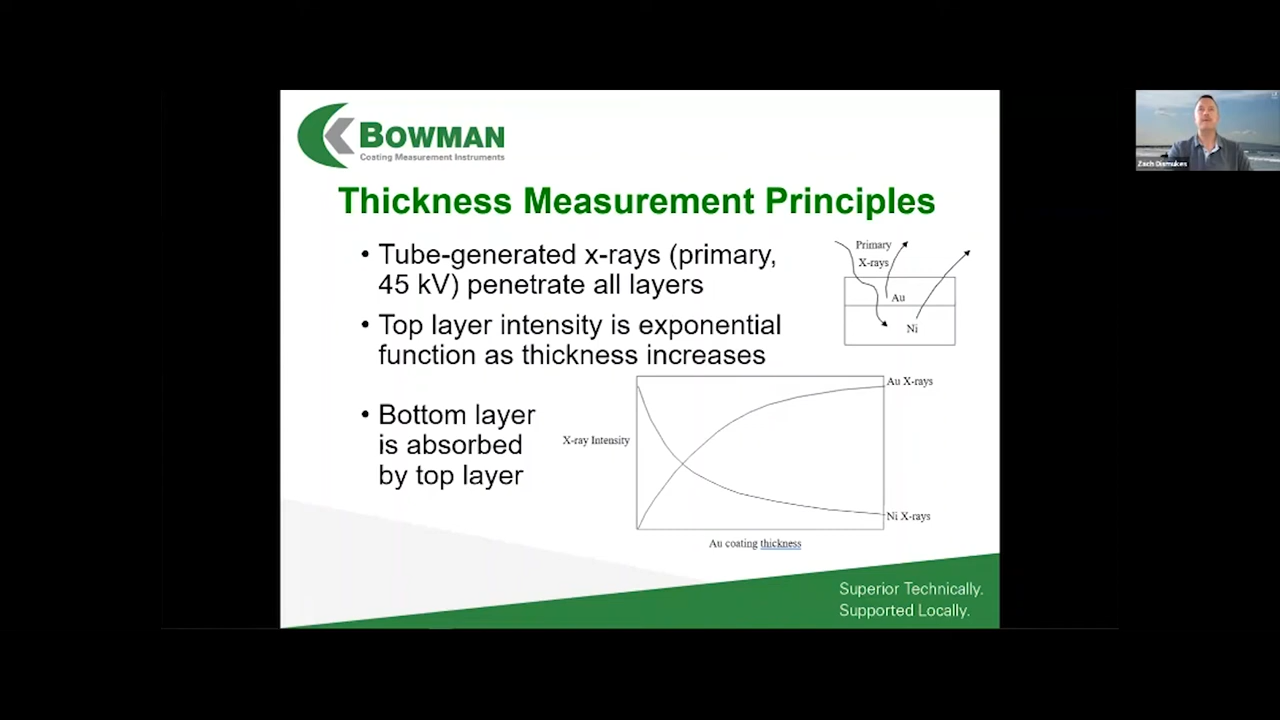 BOWMAN
Coating Measurement Instruments
Thickness Measurement Principles
• Tube-generated x-rays (primary,
45 kV) penetrate all layers
• Top layer intensity is exponential
function as thickness increases
• Bottom layer
is absorbed
by top layer
Primary
X-rays
Au
Ni
Au X-rays
X-ray Intensity
Ni X-rays
Au coating thickness
Superior Technically.
Supported Locally.
Zach Dismukes